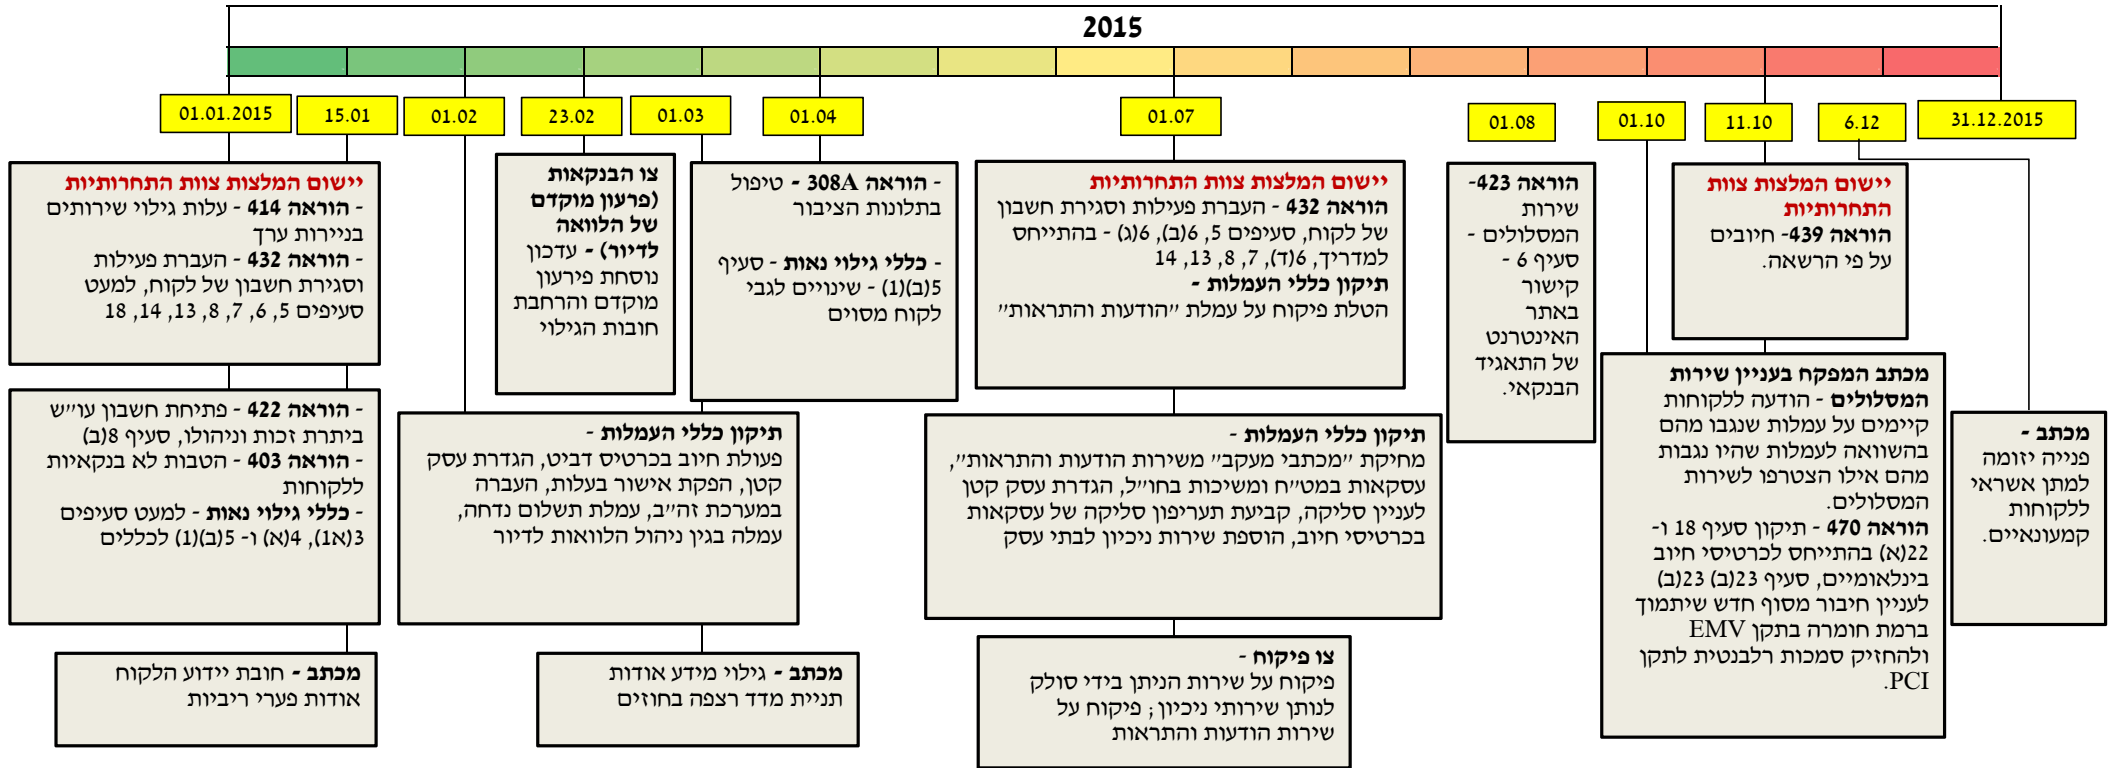 2015
01.01.2015
15.01
01.02
23.02
01.03
01.04
01.07
01.08
01.10
11.10
6.12
31.12.2015
יישום המלצות צוות התחרותיות
- הוראה 414 - עלות גילוי שירותים
בניירות ערך
- הוראה 432 - העברת פעילות
וסגירת חשבון של לקוח, למעט
סעיפים 5, 6, 7, 8, 13, 14, 18
- הוראה 422 - פתיחת חשבון עו״ש
ביתרת זכות וניהולו, סעיף 8(ב)
- הוראה 403 - הטבות לא בנקאיות
ללקוחות
- כללי גילוי נאות - למעט סעיפים
3(א1), 4(א) ו- 5(ב)(1) לכללים
מכתב - חובת יידוע הלקוח
אודות פערי ריביות
תיקון כללי העמלות -
פעולת חיוב בכרטיס דביט, הגדרת עסק
קטן, הפקת אישור בעלות, העברה
במערכת זה״ב, עמלת תשלום נדחה,
עמלה בגין ניהול הלוואות לדיור
צו הבנקאות
(פרעון מוקדם
של הלוואה
לדיור) - עדכון
נוסחת פירעון
מוקדם והרחבת
חובות הגילוי
מכתב - גילוי מידע אודות
תניית מדד רצפה בחוזים
- הוראה 308A - טיפול
בתלונות הציבור
- כללי גילוי נאות - סעיף
5(ב)(1) - שינויים לגבי
לקוח מסוים
יישום המלצות צוות התחרותיות
הוראה 432 - העברת פעילות וסגירת חשבון
של לקוח, סעיפים 5, 6(ב), 6(ג) - בהתייחס
למדריך, 6(ד), 7, 8, 13, 14
תיקון כללי העמלות -
הטלת פיקוח על עמלת ״הודעות והתראות״
תיקון כללי העמלות -
מחיקת ״מכתבי מעקב״ משירות הודעות והתראות״,
עסקאות במט״ח ומשיכות בחו״ל, הגדרת עסק קטן
לעניין סליקה, קביעת תעריפון סליקה של עסקאות
בכרטיסי חיוב, הוספת שירות ניכיון לבתי עסק
צו פיקוח -
פיקוח על שירות הניתן בידי סולק
לנותן שירותי ניכיון; פיקוח על
שירות הודעות והתראות
הוראה 423-
שירות
המסלולים -
סעיף 6 -
קישור
באתר
האינטרנט
של התאגיד
הבנקאי.
יישום המלצות צוות
התחרותיות
הוראה 439- חיובים
על פי הרשאה.
מכתב המפקח בעניין שירות
המסלולים - הודעה ללקוחות
קיימים על עמלות שנגבו מהם
בהשוואה לעמלות שהיו נגבות
מהם אילו הצטרפו לשירות
המסלולים.
הוראה 470 - תיקון סעיף 18 ו-
22(א) בהתייחס לכרטיסי חיוב
בינלאומיים, סעיף 23(ב) 23(ב)
לעניין חיבור מסוף חדש שיתמוך
ברמת חומרה בתקן EMV
ולהחזיק סמכות רלבנטית לתקן
PCI.
מכתב -
פנייה יזומה
למתן אשראי
ללקוחות
קמעונאיים.